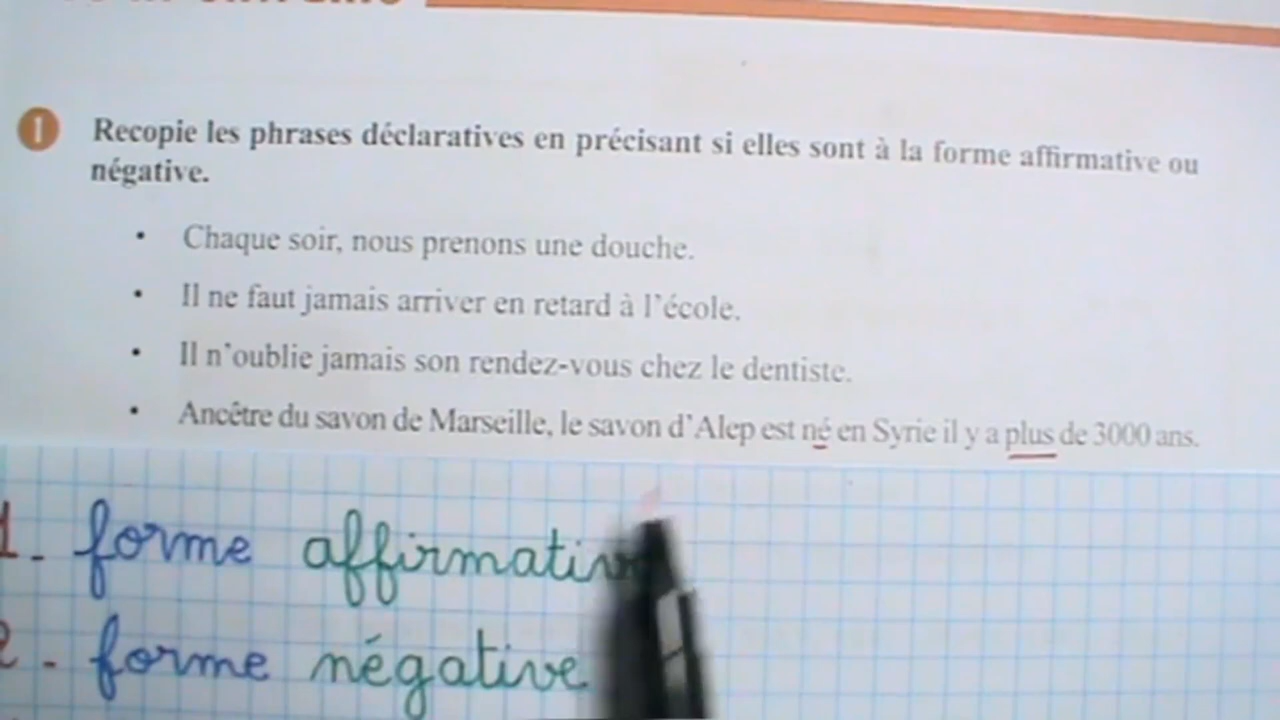 1 Recopie les phrases déclaratives en précisant si elles sont à la forme affirmative ou
négative.
• Chaque soir, nous prenons une douche.
• Il ne faut jamais arriver en retard à l'école.
• Il n'oublie jamais son rendez-vous chez le dentiste.
• Ancêtre du savon de Marseille, le savon d'Alep est né en Syrie il y a plus de 3000 ans.
1. forme affirmative
2. forme négative